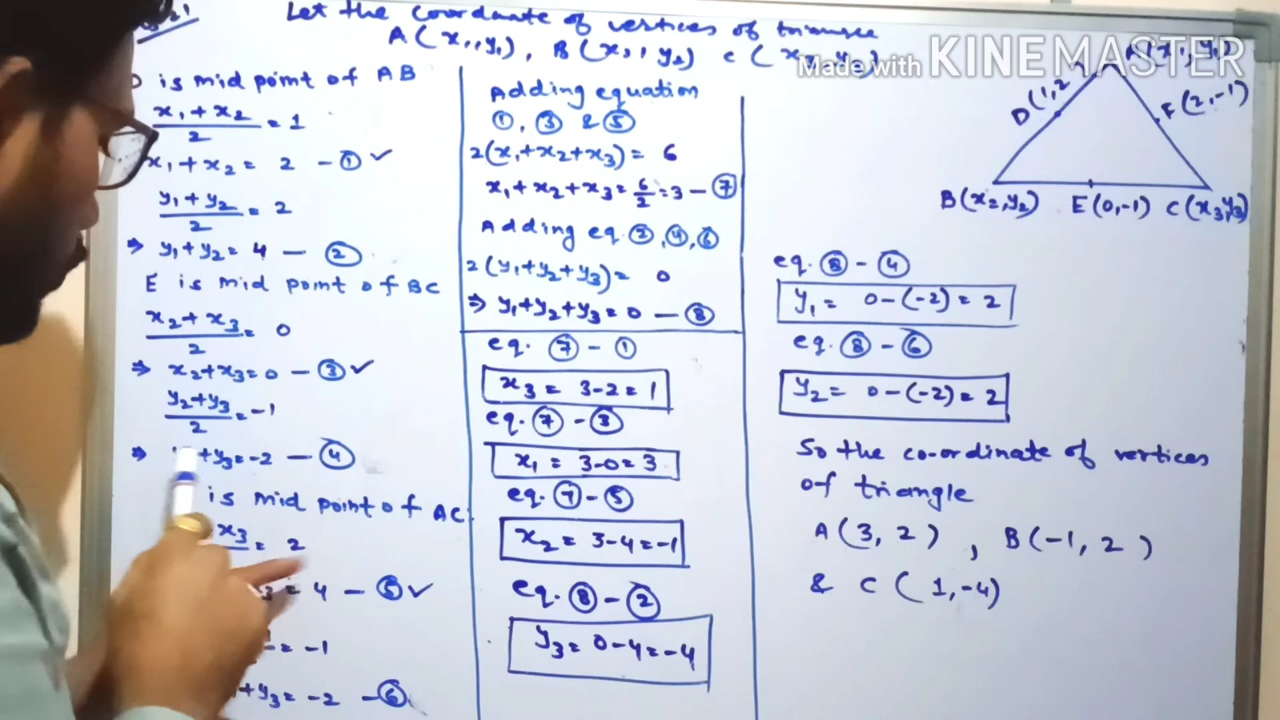 Let the coordinate of vertices of triangle
A(x₁,y₁), B(x₂,y₂) C(x₃,y₃)
Made with KINEMASTER
D is mid point of AB
x₁+x₂/2 = 1
x₁+x₂= 2 - ① ✓
y₁+y₂/2 = 2
⇒ y₁+y₂= 4 — ②
E is mid point of BC
x₂+x₃/2 = 0
⇒ x₂+x₃=0 - ③ ✓
y₂+y₃/2 = -1
⇒ +y₃=-2 — ④
is mid point of AC
x₃ = 2
3 = 4 - ⑤ ✓
= -1
+y₃= -2 - ⑥
Adding equation
①, ③ & ⑤
2(x₁+x₂+x₃)= 6
x₁+x₂+x₃= 6/2 = 3 - ⑦
Adding eq. ②,④,⑥
2(y₁+y₂+y₃)= 0
⇒ y₁+y₂+y₃=0 — ⑧
eq. ⑦ - ①
x₃ = 3-2=1
eq. ⑦ - ③
x₁ = 3-0=3
eq. ⑦ - ⑤
x₂ = 3-4=-1
eq. ⑧ - ②
y₃= 0-4=-4
A(x₁,y₁)
D(1,2
F(2,-1)
B(x₂,y₂) E(0,-1) C(x₃,y₃)
eq. ⑧ - ④
y₁= 0-(-2)=2
eq. ⑧ - ⑥
y₂= 0-(-2)=2
So the co-ordinate of vertices
of triangle
A(3,2), B(-1,2)
& C(1,-4)